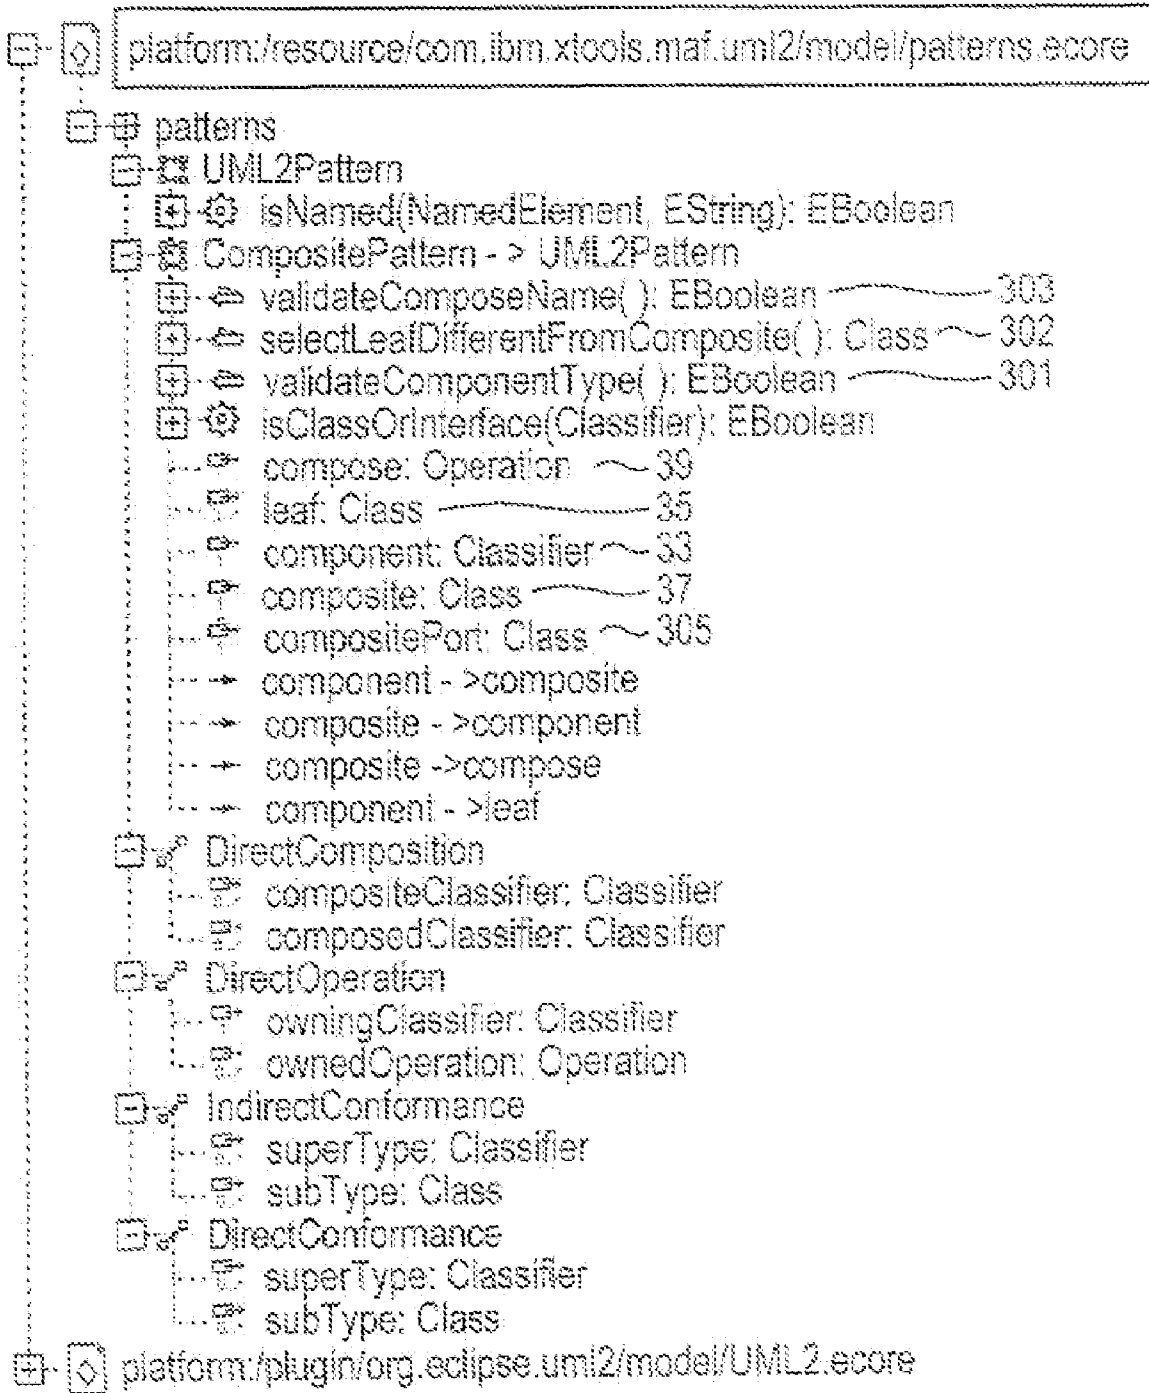 platform:/resource/com.ibm.xtools.maf.uml2/model/patterns.ecore
patterns
UML2Pattern
isNamed(NamedElement, EString): EBoolean
CompositePattern - > UML2Pattern
validateComposeName( ): EBoolean 303
selectLeafDifferentFromComposite( ): Class 302
validateComponentType( ): EBoolean 301
isClassOrInterface(Classifier): EBoolean
compose: Operation 39
leaf: Class 35
component: Classifier 33
composite: Class 37
compositePort: Class 305
component - >composite
composite - >component
composite ->compose
component - >leaf
DirectComposition
compositeClassifier: Classifier
composedClassifier: Classifier
DirectOperation
owningClassifier: Classifier
ownedOperation: Operation
IndirectConformance
superType: Classifier
subType: Class
DirectConformance
superType: Classifier
subType: Class
platform:/plugin/org.eclipse.uml2/model/UML2.ecore